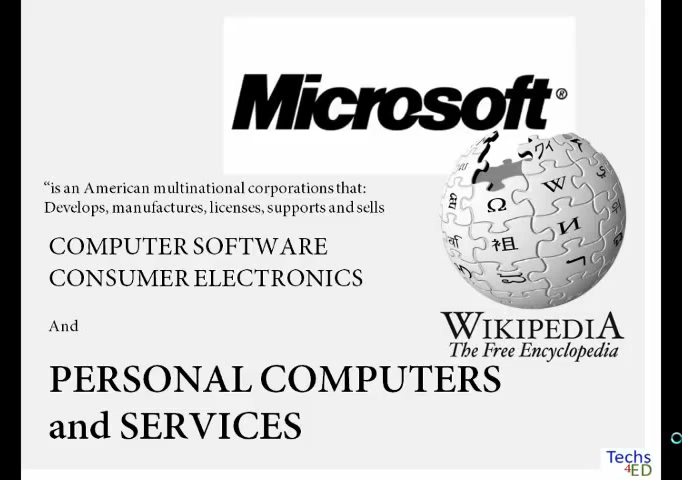 Microsoft®
“is an American multinational corporations that:
Develops, manufactures, licenses, supports and sells
COMPUTER SOFTWARE
CONSUMER ELECTRONICS
And
PERSONAL COMPUTERS
and SERVICES
Ω W И
祖
WIKIPEDIA
The Free Encyclopedia
Techs
4ED